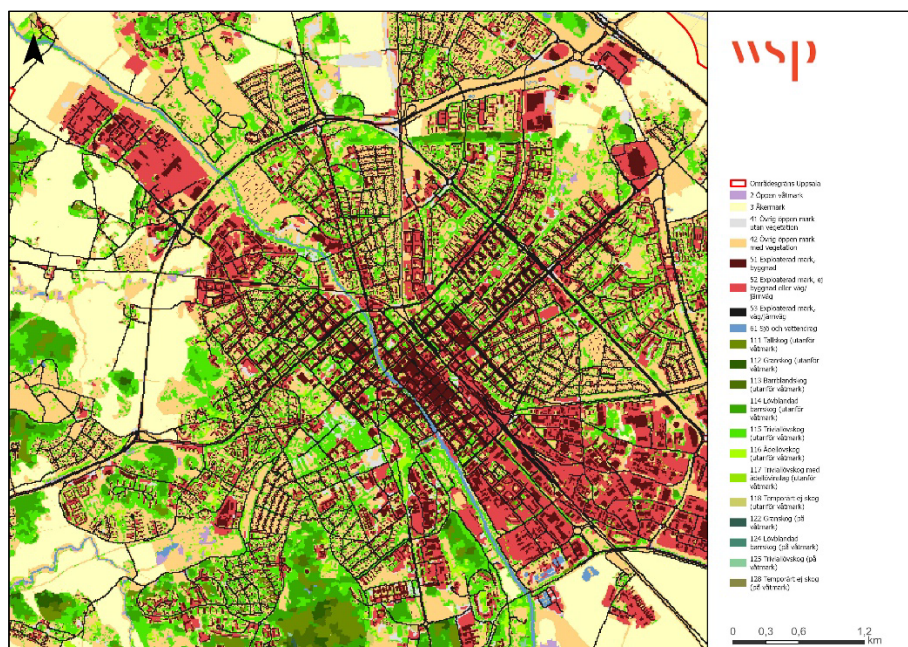 wsp
Områdesgräns Uppsala
2 Öppen våtmark
3 Åkermark
41 Övrig öppen mark
utan vegetation
42 Övrig öppen mark
med vegetation
51 Exploaterad mark,
byggnad
52 Exploaterad mark, ej
byggnad eller väg/
järnväg
53 Exploaterad mark,
väg/järnväg
61 Sjö och vattendrag
111 Tallskog (utanför
våtmark)
112 Granskog (utanför
våtmark)
113 Barrblandskog
(utanför våtmark)
114 Lövblandad
barrskog (utanför
våtmark)
115 Triviallövskog
(utanför våtmark)
116 Ädellövskog
(utanför våtmark)
117 Triviallövskog med
ädellövinslag (utanför
våtmark)
118 Temporärt ej skog
(utanför våtmark)
122 Granskog (på
våtmark)
124 Lövblandad
barrskog (på våtmark)
125 Triviallövskog (på
våtmark)
128 Temporärt ej skog
(på våtmark)
0 0,3 0,6 1,2
km